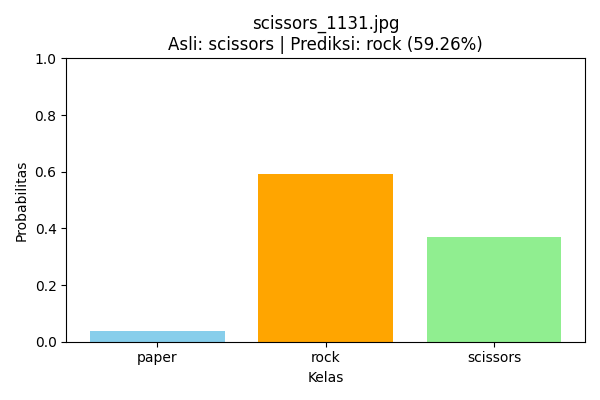 scissors_1131.jpg
Asli: scissors | Prediksi: rock (59.26%)
1.0
0.8
0.6
0.4
0.2
0.0
Probabilitas
paper
rock
scissors
Kelas